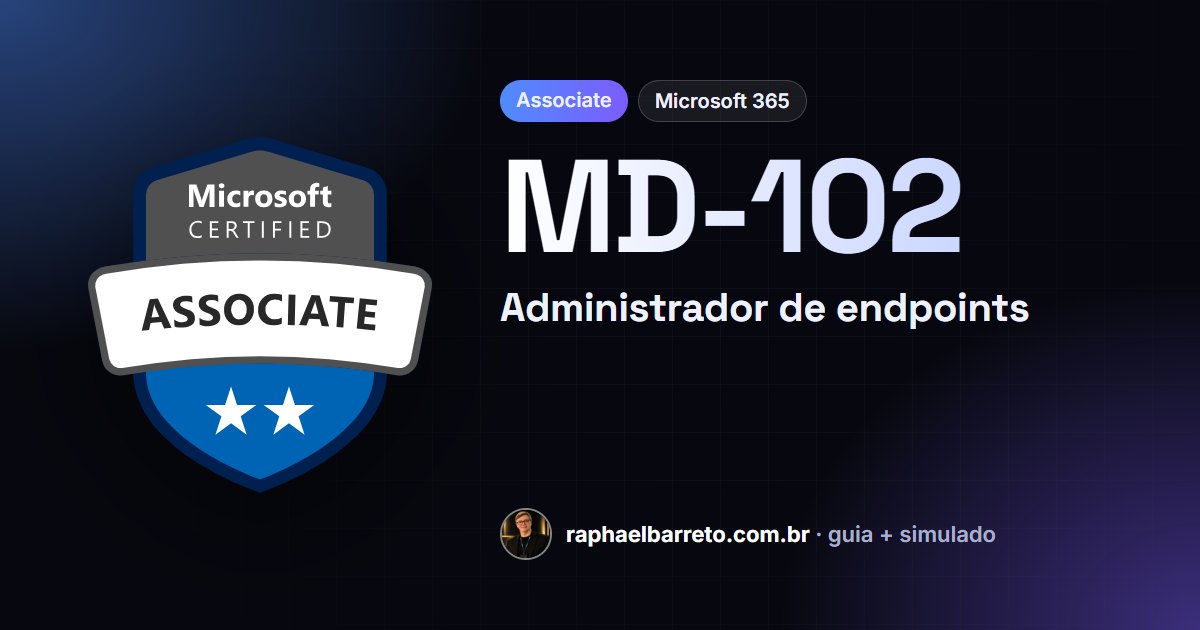 Microsoft
CERTIFIED
ASSOCIATE
Associate
Microsoft 365
MD-102
Administrador de endpoints
raphaelbarreto.com.br · guia + simulado